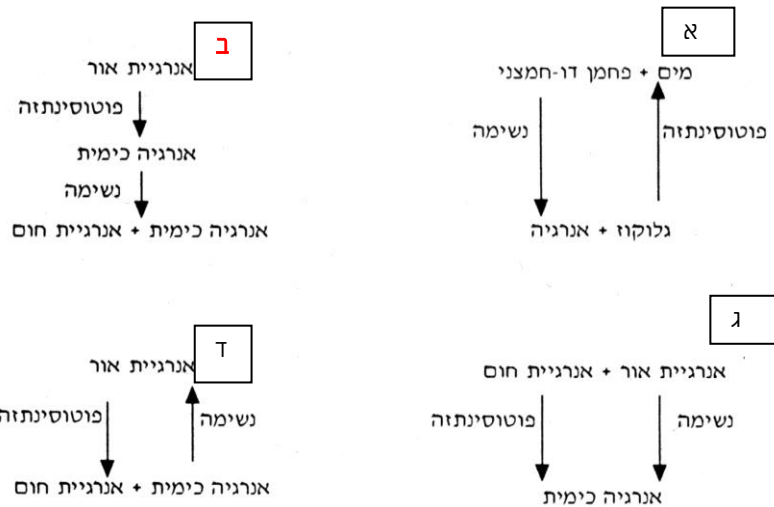 א
מים + פחמן דו-חמצני
נשימה
פוטוסינתזה
גלוקוז + אנרגיה
ב
אנרגיית אור
פוטוסינתזה
אנרגיה כימית
נשימה
אנרגיה כימית + אנרגיית חום
ג
אנרגיית אור + אנרגיית חום
נשימה
פוטוסינתזה
אנרגיה כימית
ד
אנרגיית אור
נשימה
פוטוסינתזה
אנרגיה כימית + אנרגיית חום